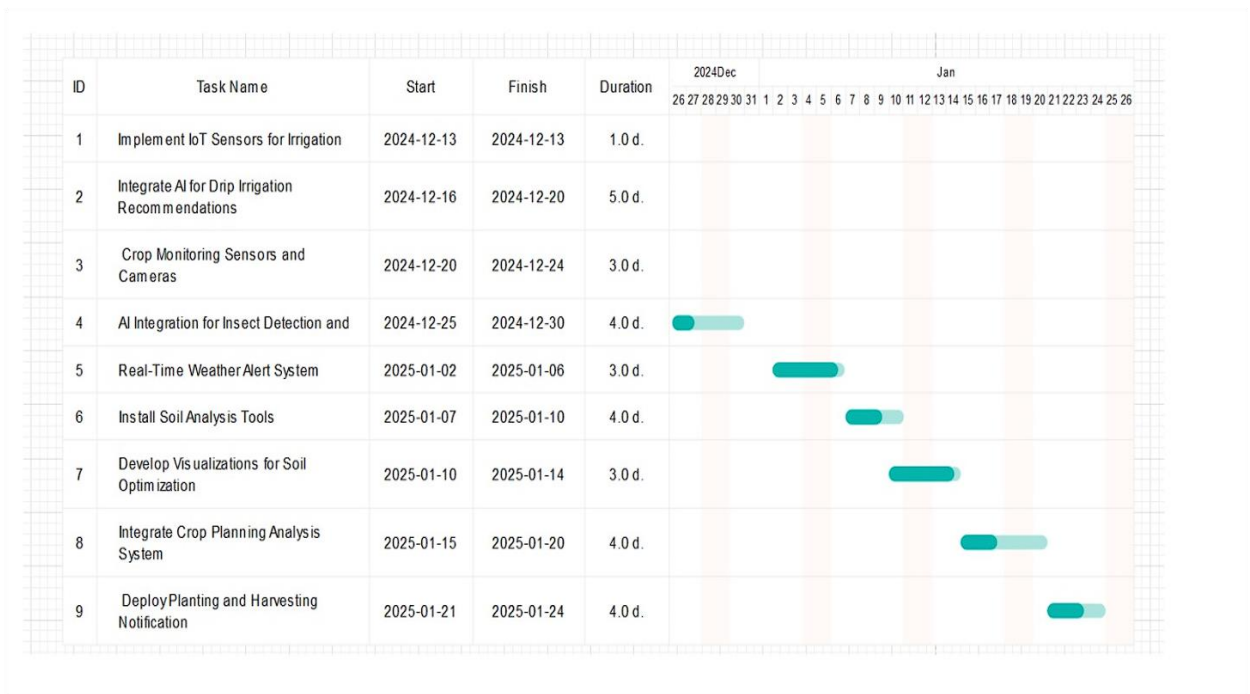 2024Dec Jan
ID Task Name Start Finish Duration
26 27 28 29 30 31 1 2 3 4 5 6 7 8 9 10 11 12 13 14 15 16 17 18 19 20 21 22 23 24 25 26
1 Implement IoT Sensors for Irrigation 2024-12-13 2024-12-13 1.0 d.
Integrate AI for Drip Irrigation
2 2024-12-16 2024-12-20 5.0 d.
Recommendations
Crop Monitoring Sensors and
3 2024-12-20 2024-12-24 3.0 d.
Cameras
4 AI Integration for Insect Detection and 2024-12-25 2024-12-30 4.0 d.
5 Real-Time Weather Alert System 2025-01-02 2025-01-06 3.0 d.
6 Install Soil Analysis Tools 2025-01-07 2025-01-10 4.0 d.
Develop Visualizations for Soil
7 2025-01-10 2025-01-14 3.0 d.
Optimization
Integrate Crop Planning Analysis
8 2025-01-15 2025-01-20 4.0 d.
System
Deploy Planting and Harvesting
9 2025-01-21 2025-01-24 4.0 d.
Notification